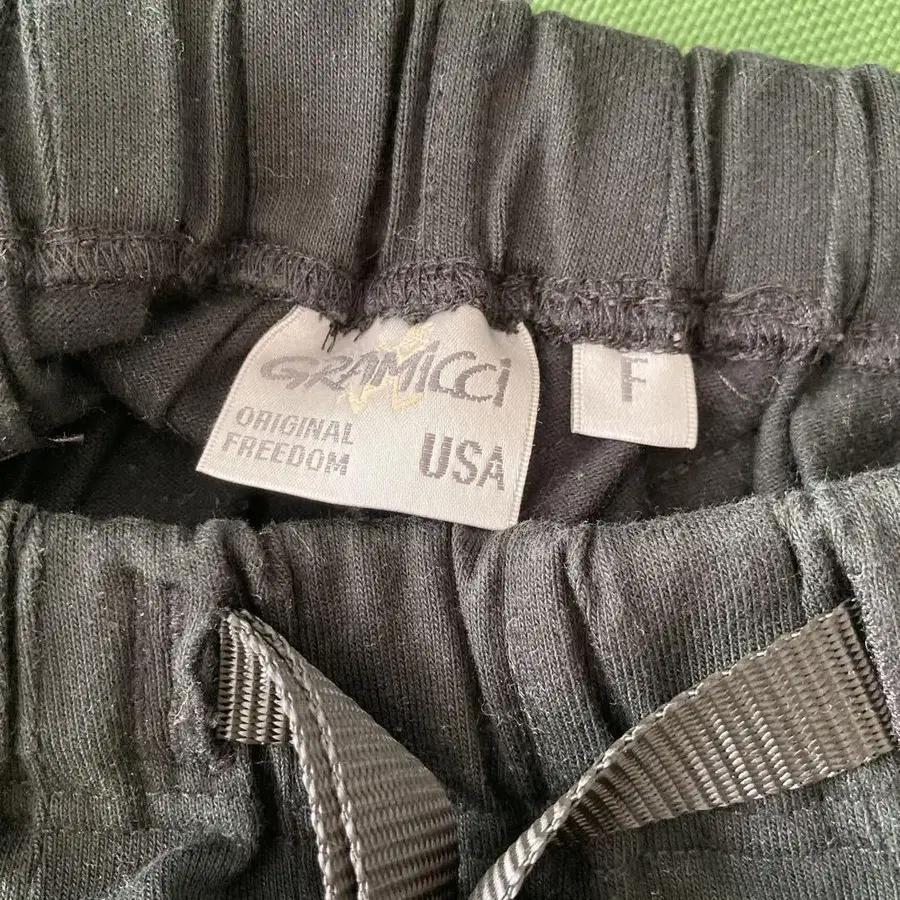 GRAMiCCi
ORIGINAL
FREEDOM
USA
F